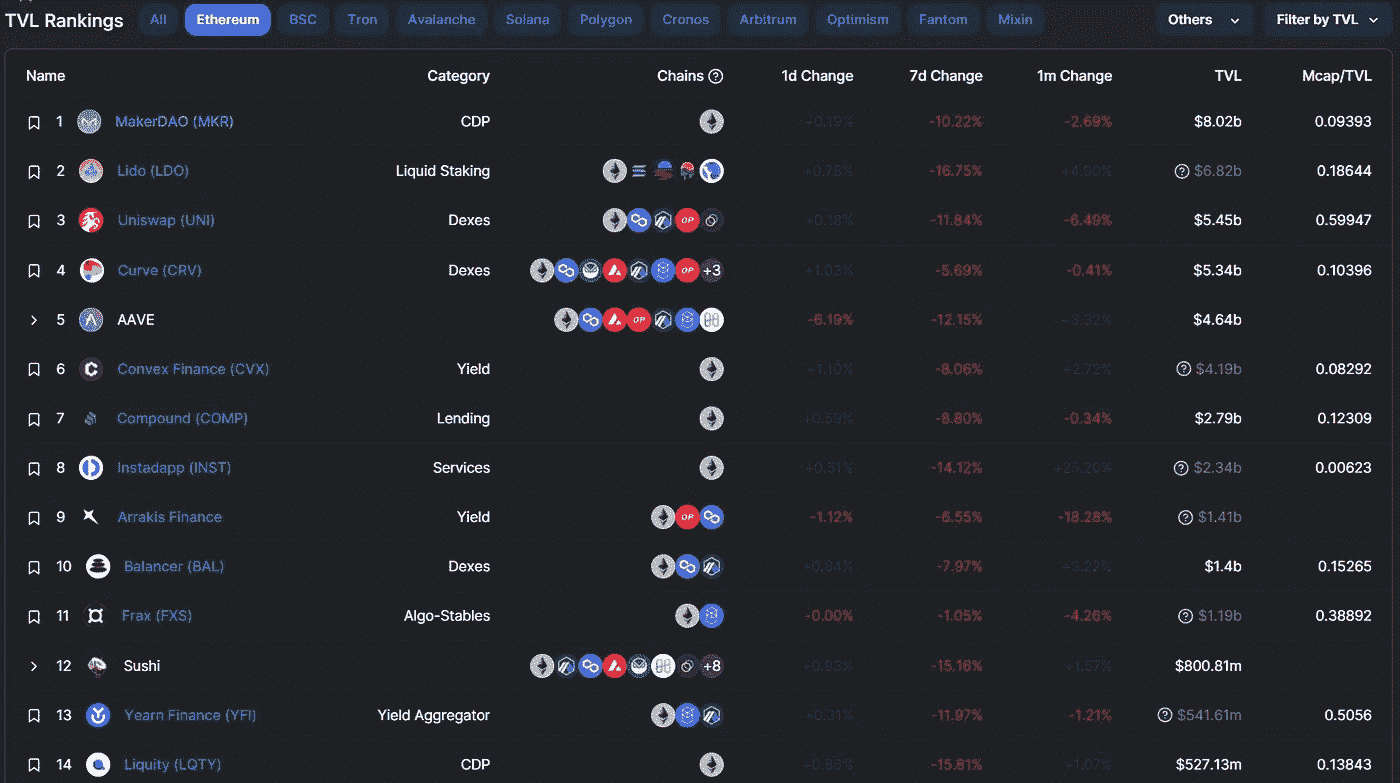 TVL Rankings All Ethereum BSC Tron Avalanche Solana Polygon Cronos Arbitrum Optimism Fantom Mixin Others Filter by TVL
Name Category Chains ? 1d Change 7d Change 1m Change TVL Mcap/TVL
1 MakerDAO (MKR) CDP +0.19% -10.22% -2.69% $8.02b 0.09393
2 Lido (LDO) Liquid Staking +0.78% -16.75% +4.90% ? $6.82b 0.18644
3 Uniswap (UNI) Dexes OP +0.18% -11.84% -6.49% $5.45b 0.59947
4 Curve (CRV) Dexes OP +3 +1.03% -5.69% -0.41% $5.34b 0.10396
5 AAVE OP -6.19% -12.15% +3.32% $4.64b
6 Convex Finance (CVX) Yield +1.10% -8.06% +2.72% ? $4.19b 0.08292
7 Compound (COMP) Lending +0.59% -8.80% -0.34% $2.79b 0.12309
8 Instadapp (INST) Services +0.51% -14.12% +25.20% ? $2.34b 0.00623
9 Arrakis Finance Yield OP -1.12% -6.55% -18.28% ? $1.41b
10 Balancer (BAL) Dexes +0.84% -7.97% +3.22% $1.4b 0.15265
11 Frax (FXS) Algo-Stables -0.00% -1.05% -4.26% ? $1.19b 0.38892
12 Sushi +8 +0.93% -15.16% +1.57% $800.81m
13 Yearn Finance (YFI) Yield Aggregator +0.31% -11.97% -1.21% ? $541.61m 0.5056
14 Liquity (LQTY) CDP +0.86% -15.81% +1.07% $527.13m 0.13843